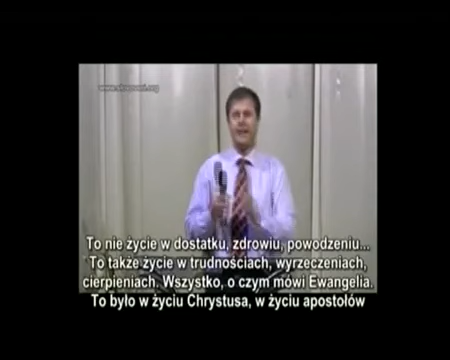 To nie życie w dostatku, zdrowiu, powodzeniu...
To także życie w trudnościach, wyrzeczeniach,
cierpieniach. Wszystko, o czym mówi Ewangelia.
To było w życiu Chrystusa, w życiu apostołów